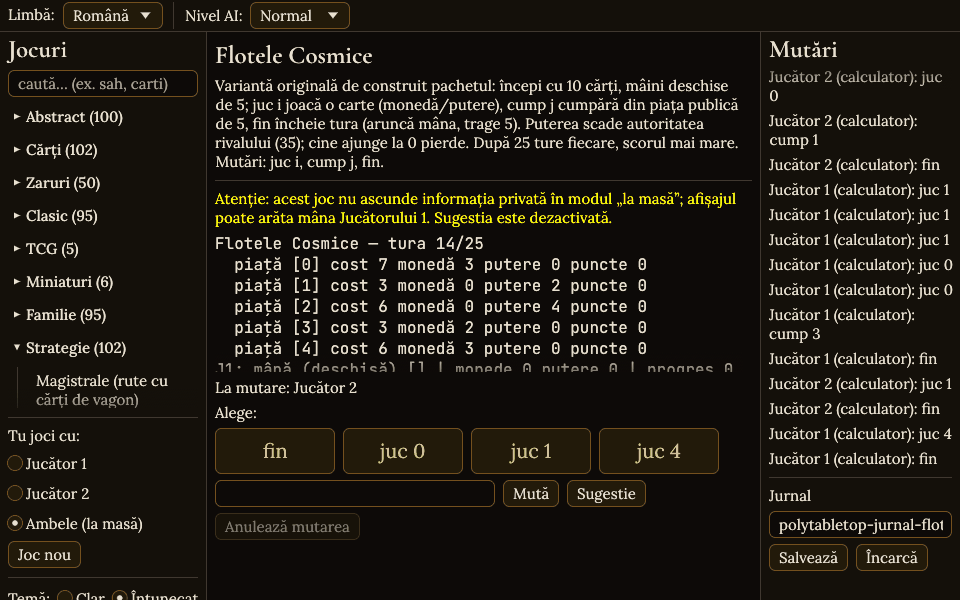 Limbă: Română ▼ Nivel AI: Normal ▼
Jocuri
caută... (ex. sah, carti)
▸ Abstract (100)
▸ Cărți (102)
▸ Zaruri (50)
▸ Clasic (95)
▸ TCG (5)
▸ Miniaturi (6)
▸ Familie (95)
▾ Strategie (102)
Magistrale (rute cu
cărți de vagon)
Tu joci cu:
Jucător 1
Jucător 2
Ambele (la masă)
Joc nou
Temă: Clar Întunecat
Flotele Cosmice
Variantă originală de construit pachetul: începi cu 10 cărți, mâini deschise
de 5; juc i joacă o carte (monedă/putere), cump j cumpără din piața publică
de 5, fin încheie tura (aruncă mâna, trage 5). Puterea scade autoritatea
rivalului (35); cine ajunge la 0 pierde. După 25 ture fiecare, scorul mai mare.
Mutări: juc i, cump j, fin.
Atenție: acest joc nu ascunde informația privată în modul „la masă”; afișajul
poate arăta mâna Jucătorului 1. Sugestia este dezactivată.
Flotele Cosmice — tura 14/25
piață [0] cost 7 monedă 3 putere 0 puncte 0
piață [1] cost 3 monedă 0 putere 2 puncte 0
piață [2] cost 6 monedă 0 putere 4 puncte 0
piață [3] cost 3 monedă 2 putere 0 puncte 0
piață [4] cost 6 monedă 3 putere 0 puncte 0
J1: mână (deschisă) [] | monede 0 putere 0 | progres 0
La mutare: Jucător 2
Alege:
fin juc 0 juc 1 juc 4
Mută Sugestie
Anulează mutarea
Mutări
Jucător 2 (calculator): juc
0
Jucător 2 (calculator):
cump 1
Jucător 2 (calculator): fin
Jucător 1 (calculator): juc 1
Jucător 1 (calculator): juc 1
Jucător 1 (calculator): juc 1
Jucător 1 (calculator): juc 0
Jucător 1 (calculator): juc 0
Jucător 1 (calculator):
cump 3
Jucător 1 (calculator): fin
Jucător 2 (calculator): juc 1
Jucător 2 (calculator): fin
Jucător 1 (calculator): juc 4
Jucător 1 (calculator): fin
Jurnal
polytabletop-jurnal-flot
Salvează Încarcă